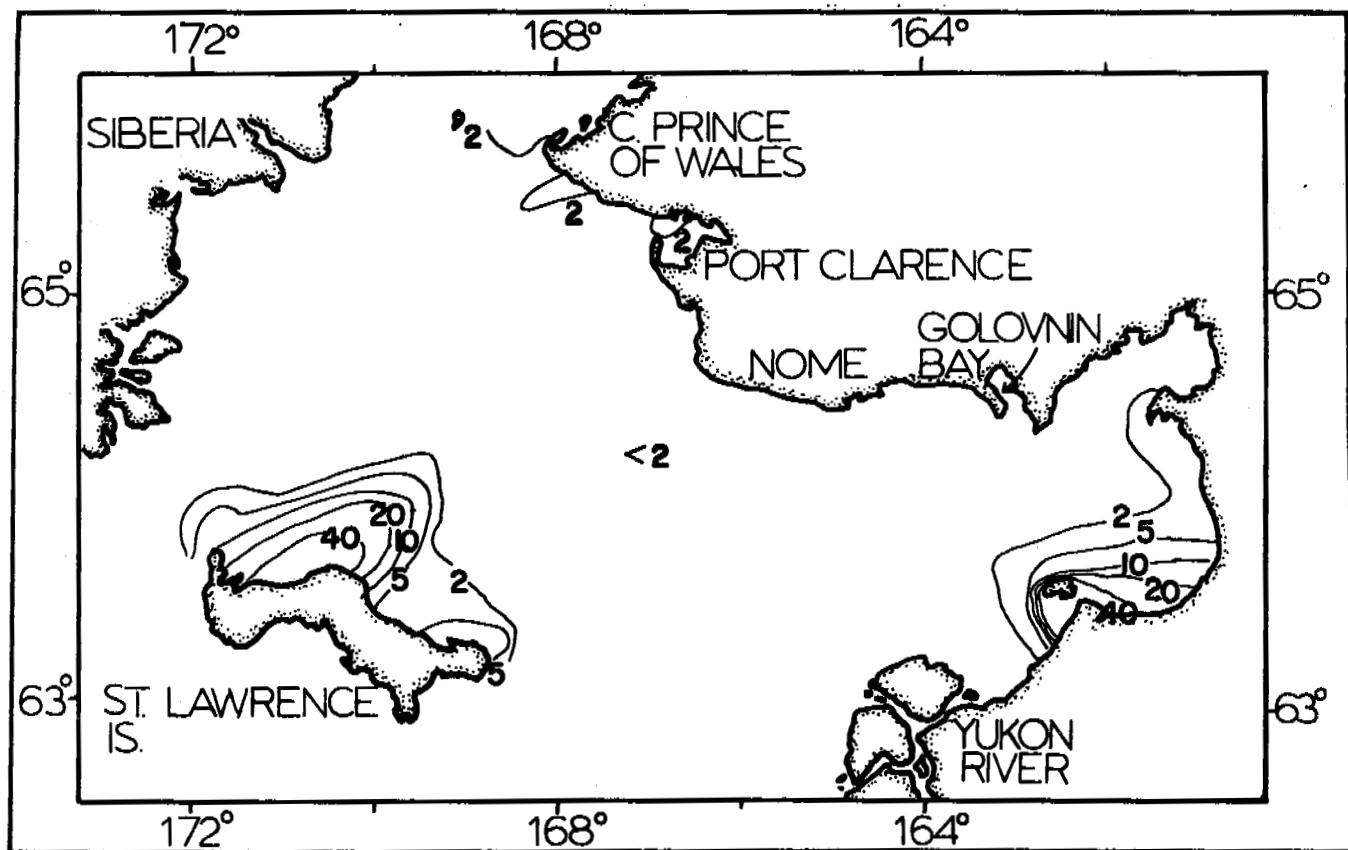 172°
168°
164°
SIBERIA
2
C. PRINCE
OF WALES
2
2
PORT CLARENCE
65°
65°
GOLOVNIN
BAY
NOME
<2
20
40
10
5
2
5
2
5
10
20
40
ST. LAWRENCE
IS.
63°
63°
YUKON
RIVER
172°
168°
164°